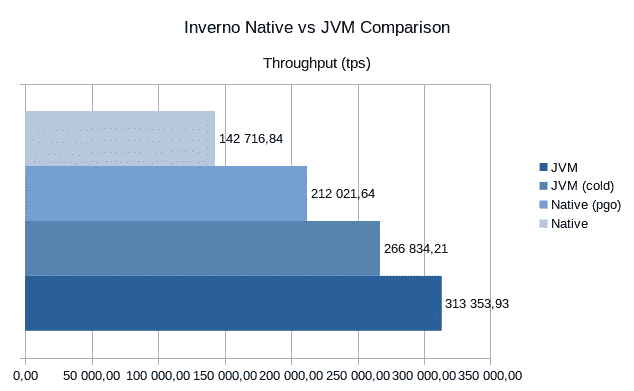 Inverno Native vs JVM Comparison
Throughput (tps)
142 716,84
212 021,64
266 834,21
313 353,93
JVM
JVM (cold)
Native (pgo)
Native
0,00 50 000,00 100 000,00 150 000,00 200 000,00 250 000,00 300 000,00 350 000,00